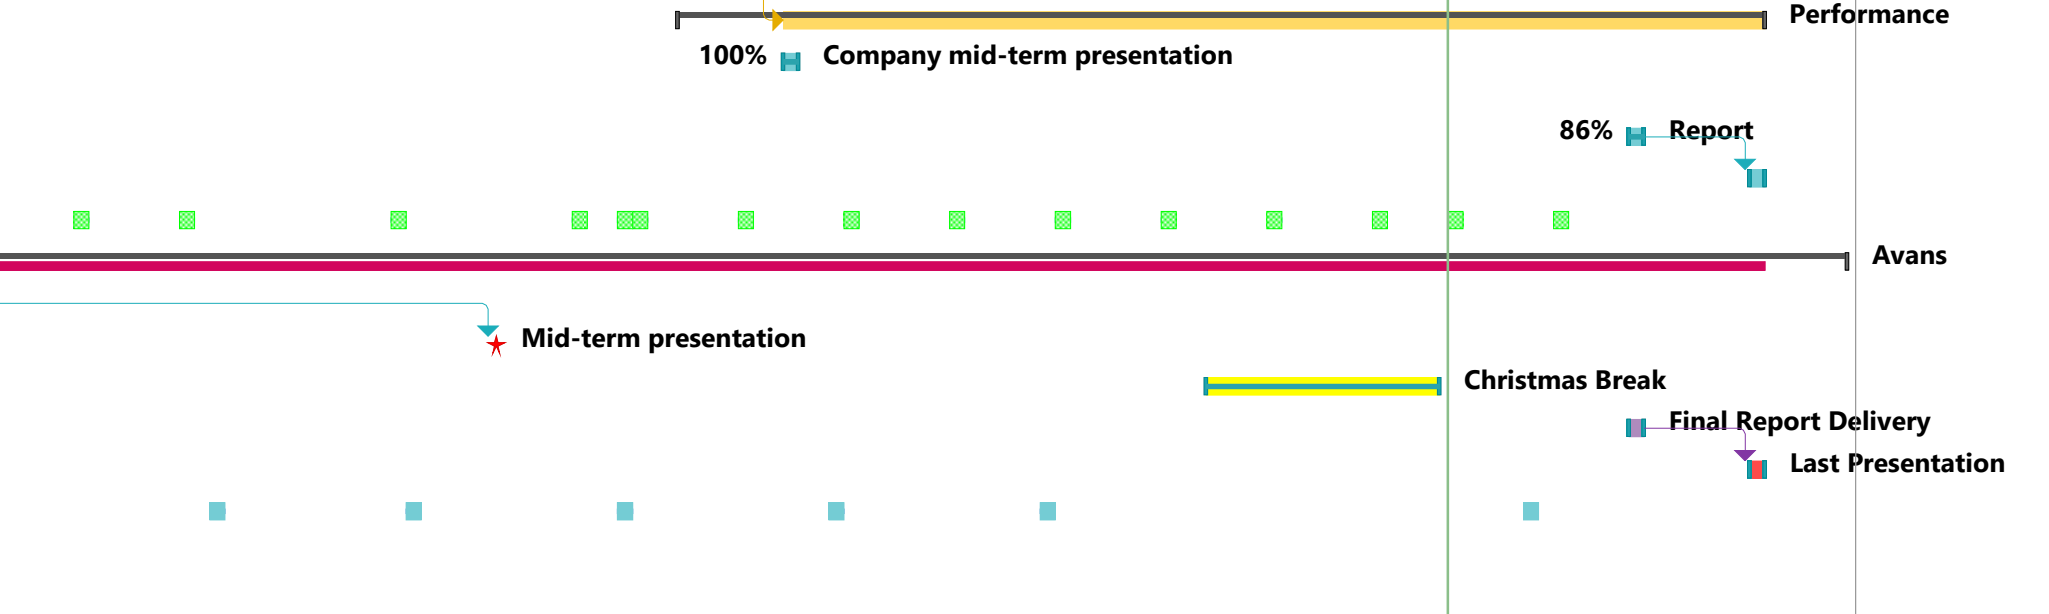 Performance
100% Company mid-term presentation
86% Report
Avans
Mid-term presentation
Christmas Break
Final Report Delivery
Last Presentation